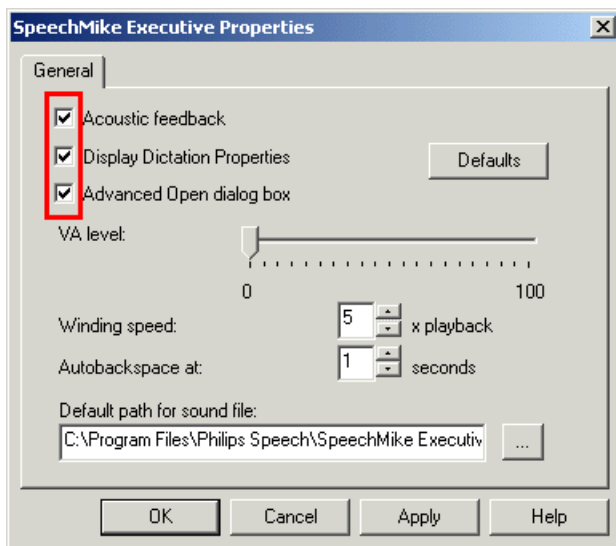 SpeechMike Executive Properties
General
Acoustic feedback
Display Dictation Properties
Defaults
Advanced Open dialog box
VA level:
0 100
Winding speed: 5 x playback
Autobackspace at: 1 seconds
Default path for sound file:
C:\Program Files\Philips Speech\SpeechMike Executiv ...
OK Cancel Apply Help